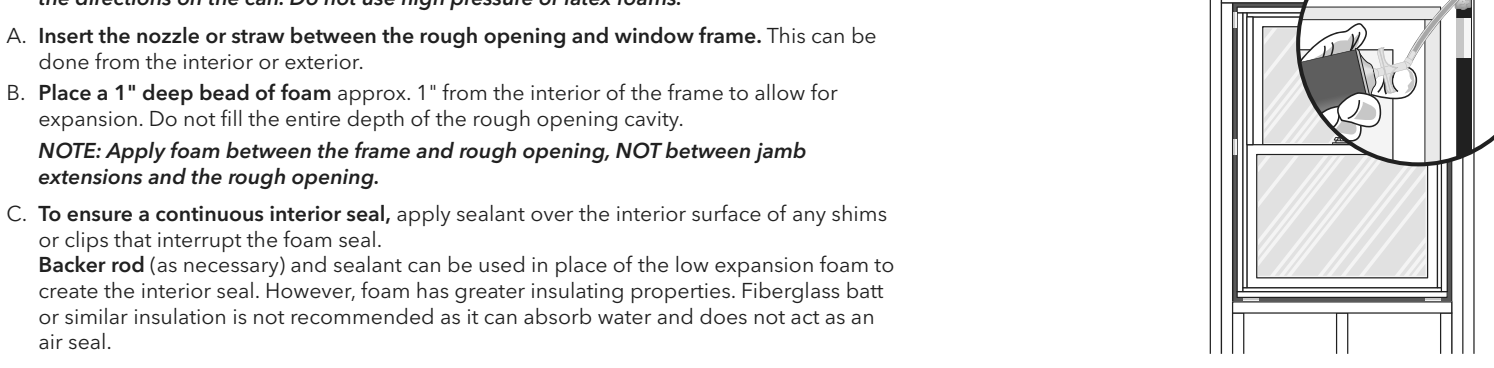 the directions on the can. Do not use high pressure or latex foams.
A. Insert the nozzle or straw between the rough opening and window frame. This can be
done from the interior or exterior.
B. Place a 1" deep bead of foam approx. 1" from the interior of the frame to allow for
expansion. Do not fill the entire depth of the rough opening cavity.
NOTE: Apply foam between the frame and rough opening, NOT between jamb
extensions and the rough opening.
C. To ensure a continuous interior seal, apply sealant over the interior surface of any shims
or clips that interrupt the foam seal.
Backer rod (as necessary) and sealant can be used in place of the low expansion foam to
create the interior seal. However, foam has greater insulating properties. Fiberglass batt
or similar insulation is not recommended as it can absorb water and does not act as an
air seal.